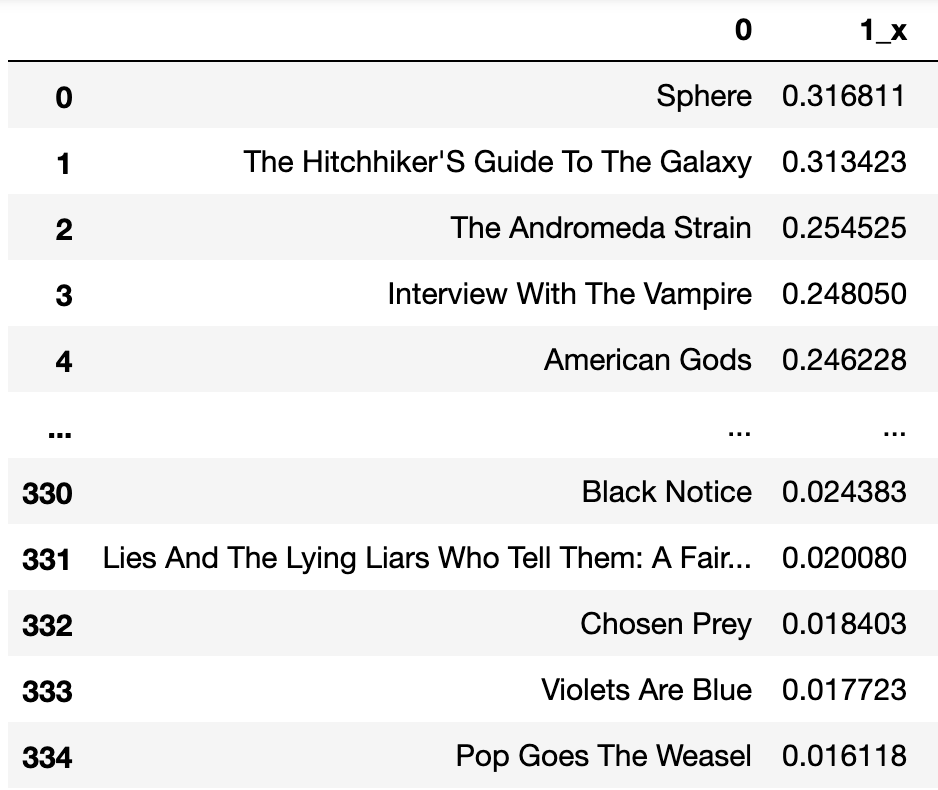 0 1_x
0 Sphere 0.316811
1 The Hitchhiker'S Guide To The Galaxy 0.313423
2 The Andromeda Strain 0.254525
3 Interview With The Vampire 0.248050
4 American Gods 0.246228
... ... ...
330 Black Notice 0.024383
331 Lies And The Lying Liars Who Tell Them: A Fair... 0.020080
332 Chosen Prey 0.018403
333 Violets Are Blue 0.017723
334 Pop Goes The Weasel 0.016118